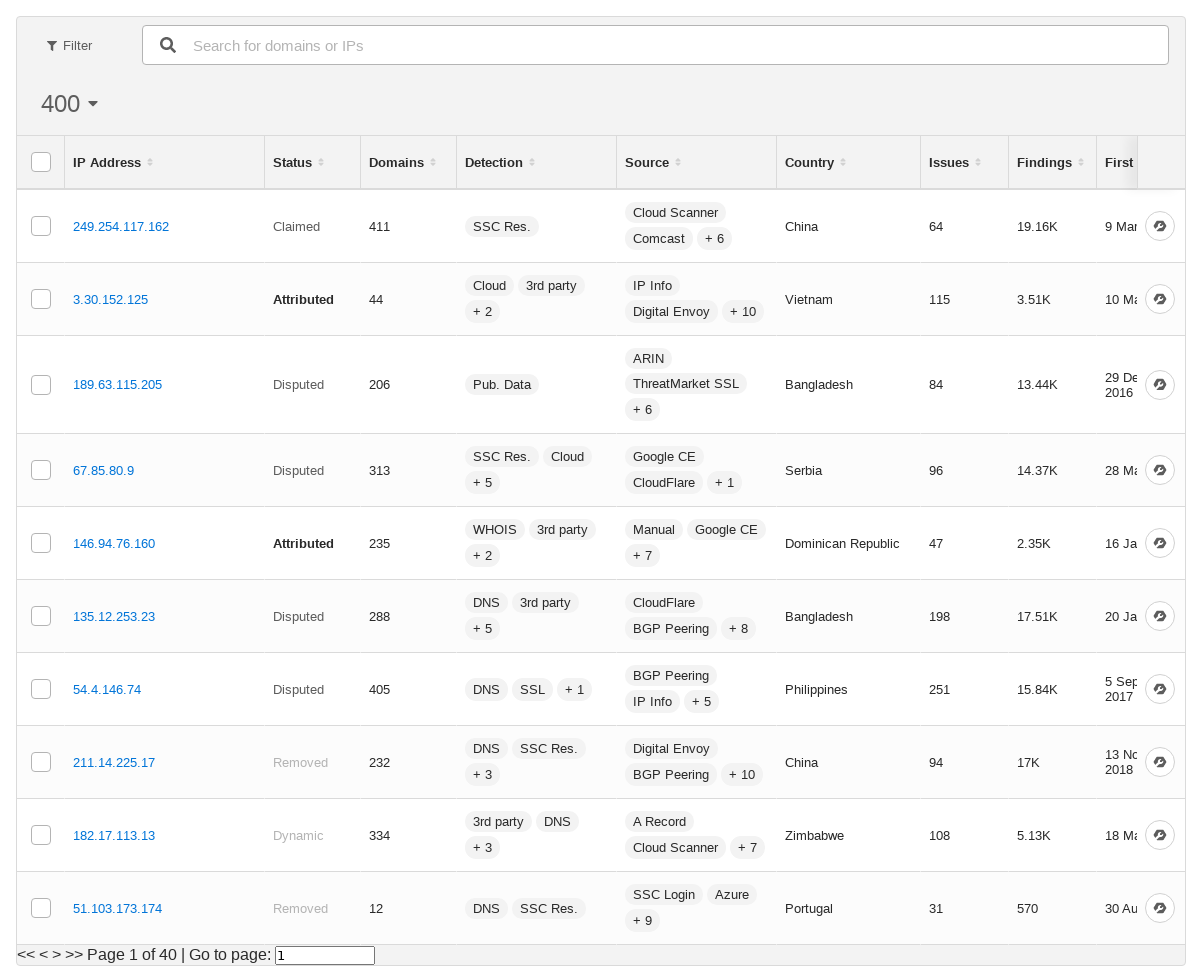 Filter
Search for domains or IPs
400
IP Address Status Domains Detection Source Country Issues Findings First
249.254.117.162 Claimed 411 SSC Res. Cloud Scanner Comcast + 6 China 64 19.16K 9 Mar
3.30.152.125 Attributed 44 Cloud 3rd party + 2 IP Info Digital Envoy + 10 Vietnam 115 3.51K 10 Ma
189.63.115.205 Disputed 206 Pub. Data ARIN ThreatMarket SSL + 6 Bangladesh 84 13.44K 29 De 2016
67.85.80.9 Disputed 313 SSC Res. Cloud + 5 Google CE CloudFlare + 1 Serbia 96 14.37K 28 Ma
146.94.76.160 Attributed 235 WHOIS 3rd party + 2 Manual Google CE + 7 Dominican Republic 47 2.35K 16 Ja
135.12.253.23 Disputed 288 DNS 3rd party + 5 CloudFlare BGP Peering + 8 Bangladesh 198 17.51K 20 Ja
54.4.146.74 Disputed 405 DNS SSL + 1 BGP Peering IP Info + 5 Philippines 251 15.84K 5 Sep 2017
211.14.225.17 Removed 232 DNS SSC Res. + 3 Digital Envoy BGP Peering + 10 China 94 17K 13 No 2018
182.17.113.13 Dynamic 334 3rd party DNS + 3 A Record Cloud Scanner + 7 Zimbabwe 108 5.13K 18 Ma
51.103.173.174 Removed 12 DNS SSC Res. SSC Login Azure + 9 Portugal 31 570 30 Au
<< < > >> Page 1 of 40 | Go to page: 1